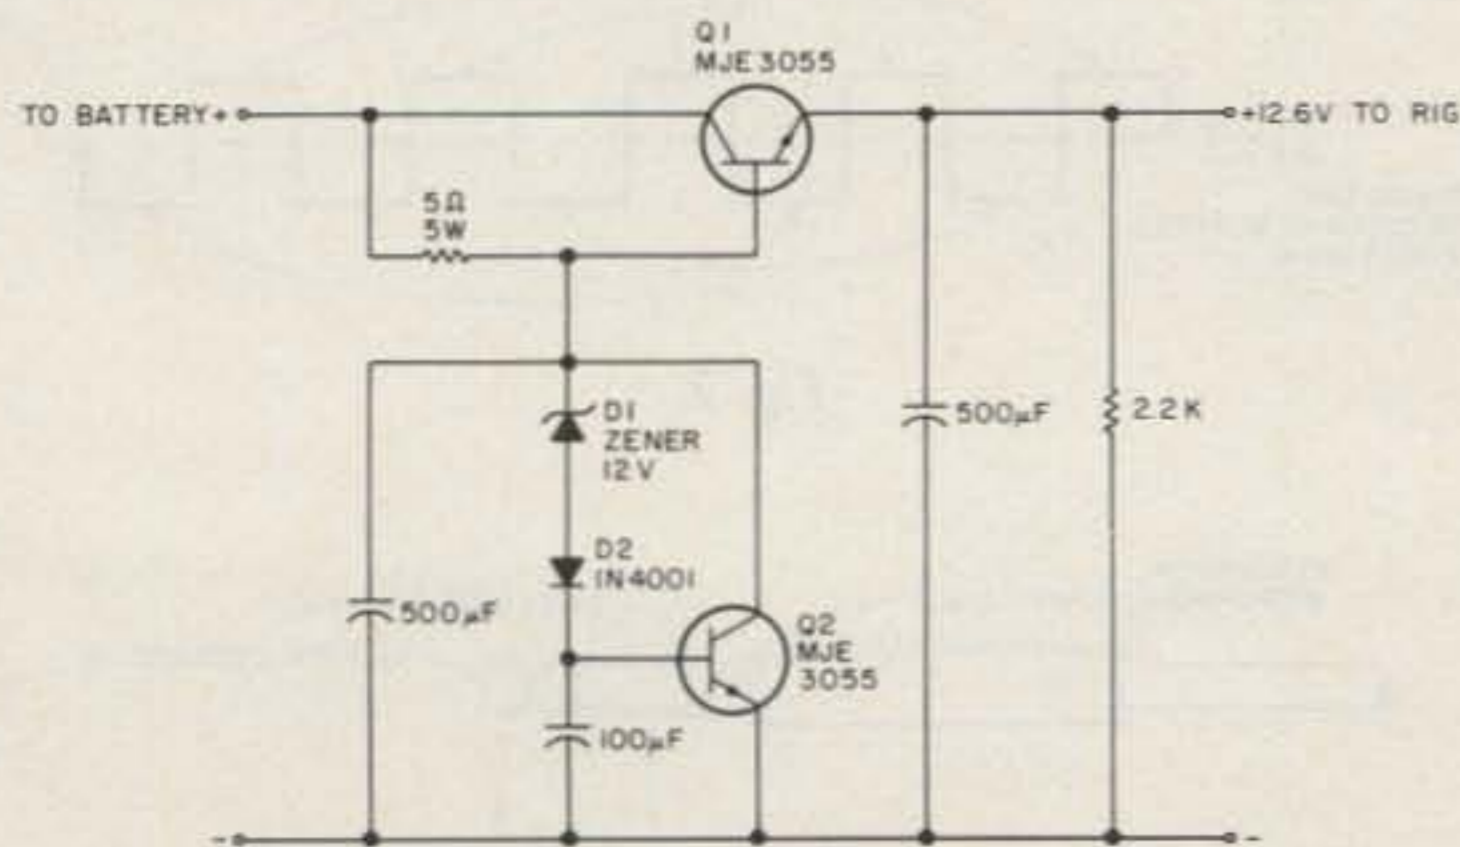 Q1
MJE 3055
TO BATTERY+
+12.6V TO RIG
5Ω
5W
D1
ZENER
12V
500μF
2.2K
D2
1N4001
500μF
Q2
MJE
3055
100μF
-
-